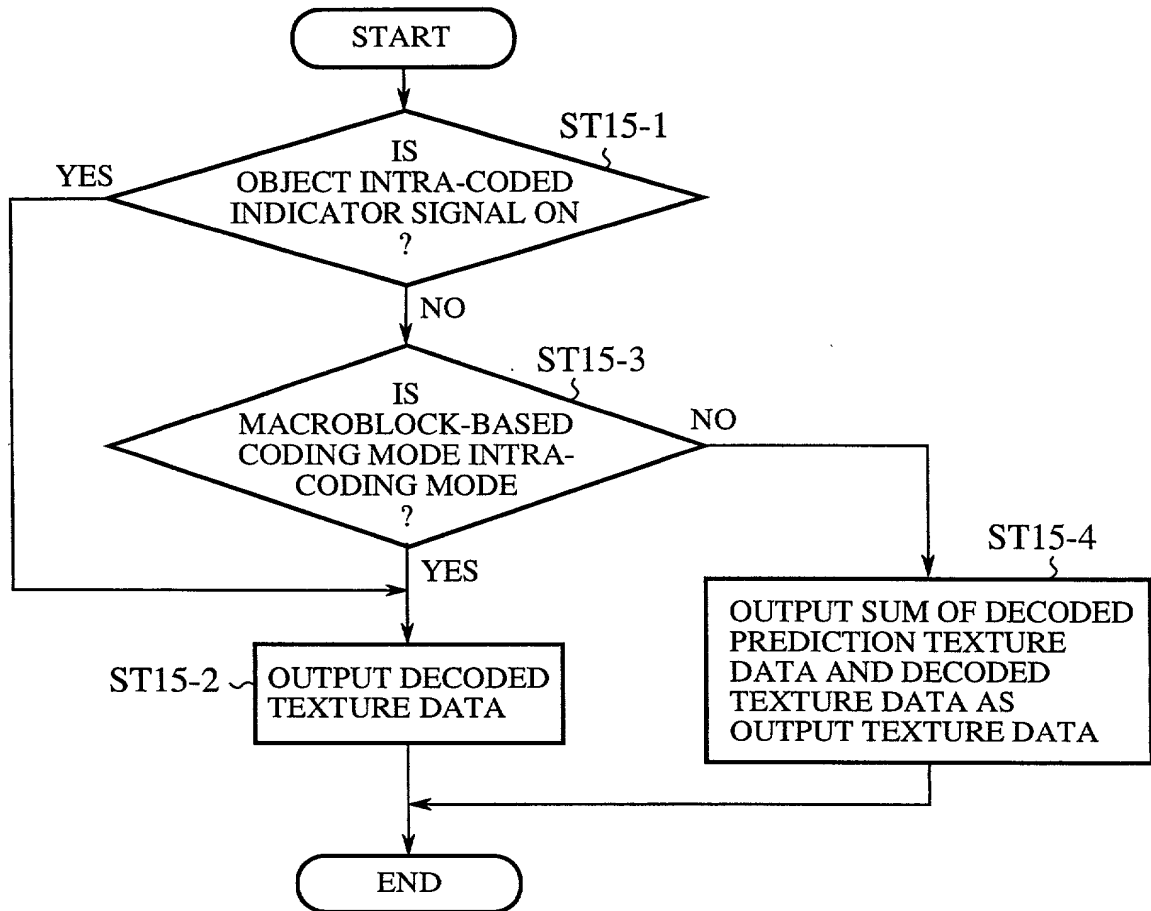 START
ST15-1
YES
IS
OBJECT INTRA-CODED
INDICATOR SIGNAL ON
?
NO
ST15-3
IS
MACROBLOCK-BASED
CODING MODE INTRA-
CODING MODE
?
NO
YES
ST15-4
OUTPUT SUM OF DECODED
PREDICTION TEXTURE
DATA AND DECODED
TEXTURE DATA AS
OUTPUT TEXTURE DATA
ST15-2
OUTPUT DECODED
TEXTURE DATA
END